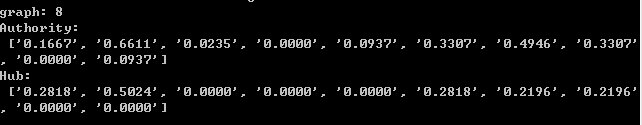 graph: 8
Authority:
 ['0.1667', '0.6611', '0.0235', '0.0000', '0.0937', '0.3307', '0.4946', '0.3307'
, '0.0000', '0.0937']
Hub:
 ['0.2818', '0.5024', '0.0000', '0.0000', '0.0000', '0.2818', '0.2196', '0.2196'
, '0.0000', '0.0000']